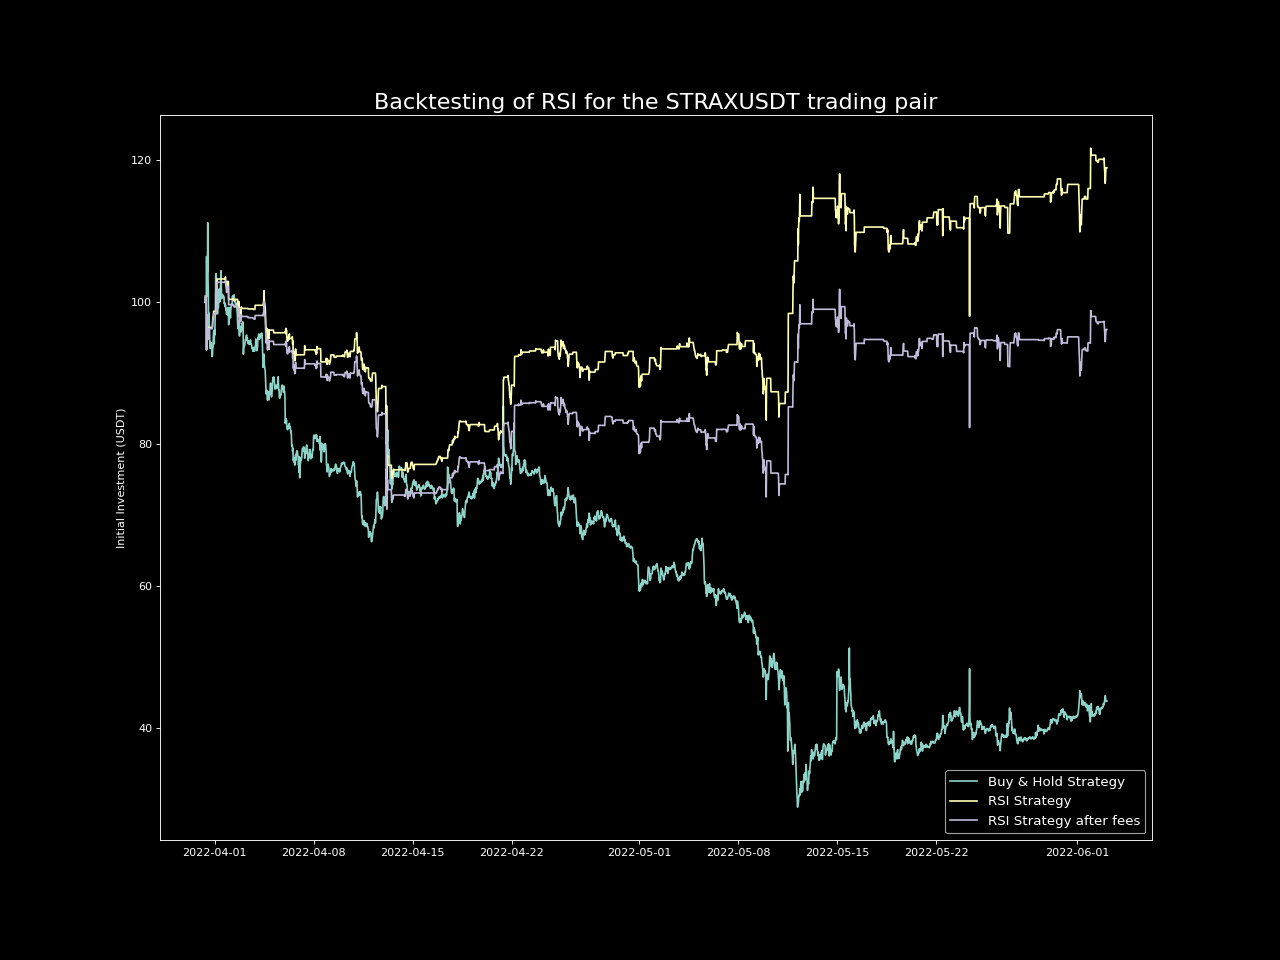 Backtesting of RSI for the STRAXUSDT trading pair
Initial Investment (USDT)
120
100
80
60
40
2022-04-01
2022-04-08
2022-04-15
2022-04-22
2022-05-01
2022-05-08
2022-05-15
2022-05-22
2022-06-01
Buy & Hold Strategy
RSI Strategy
RSI Strategy after fees